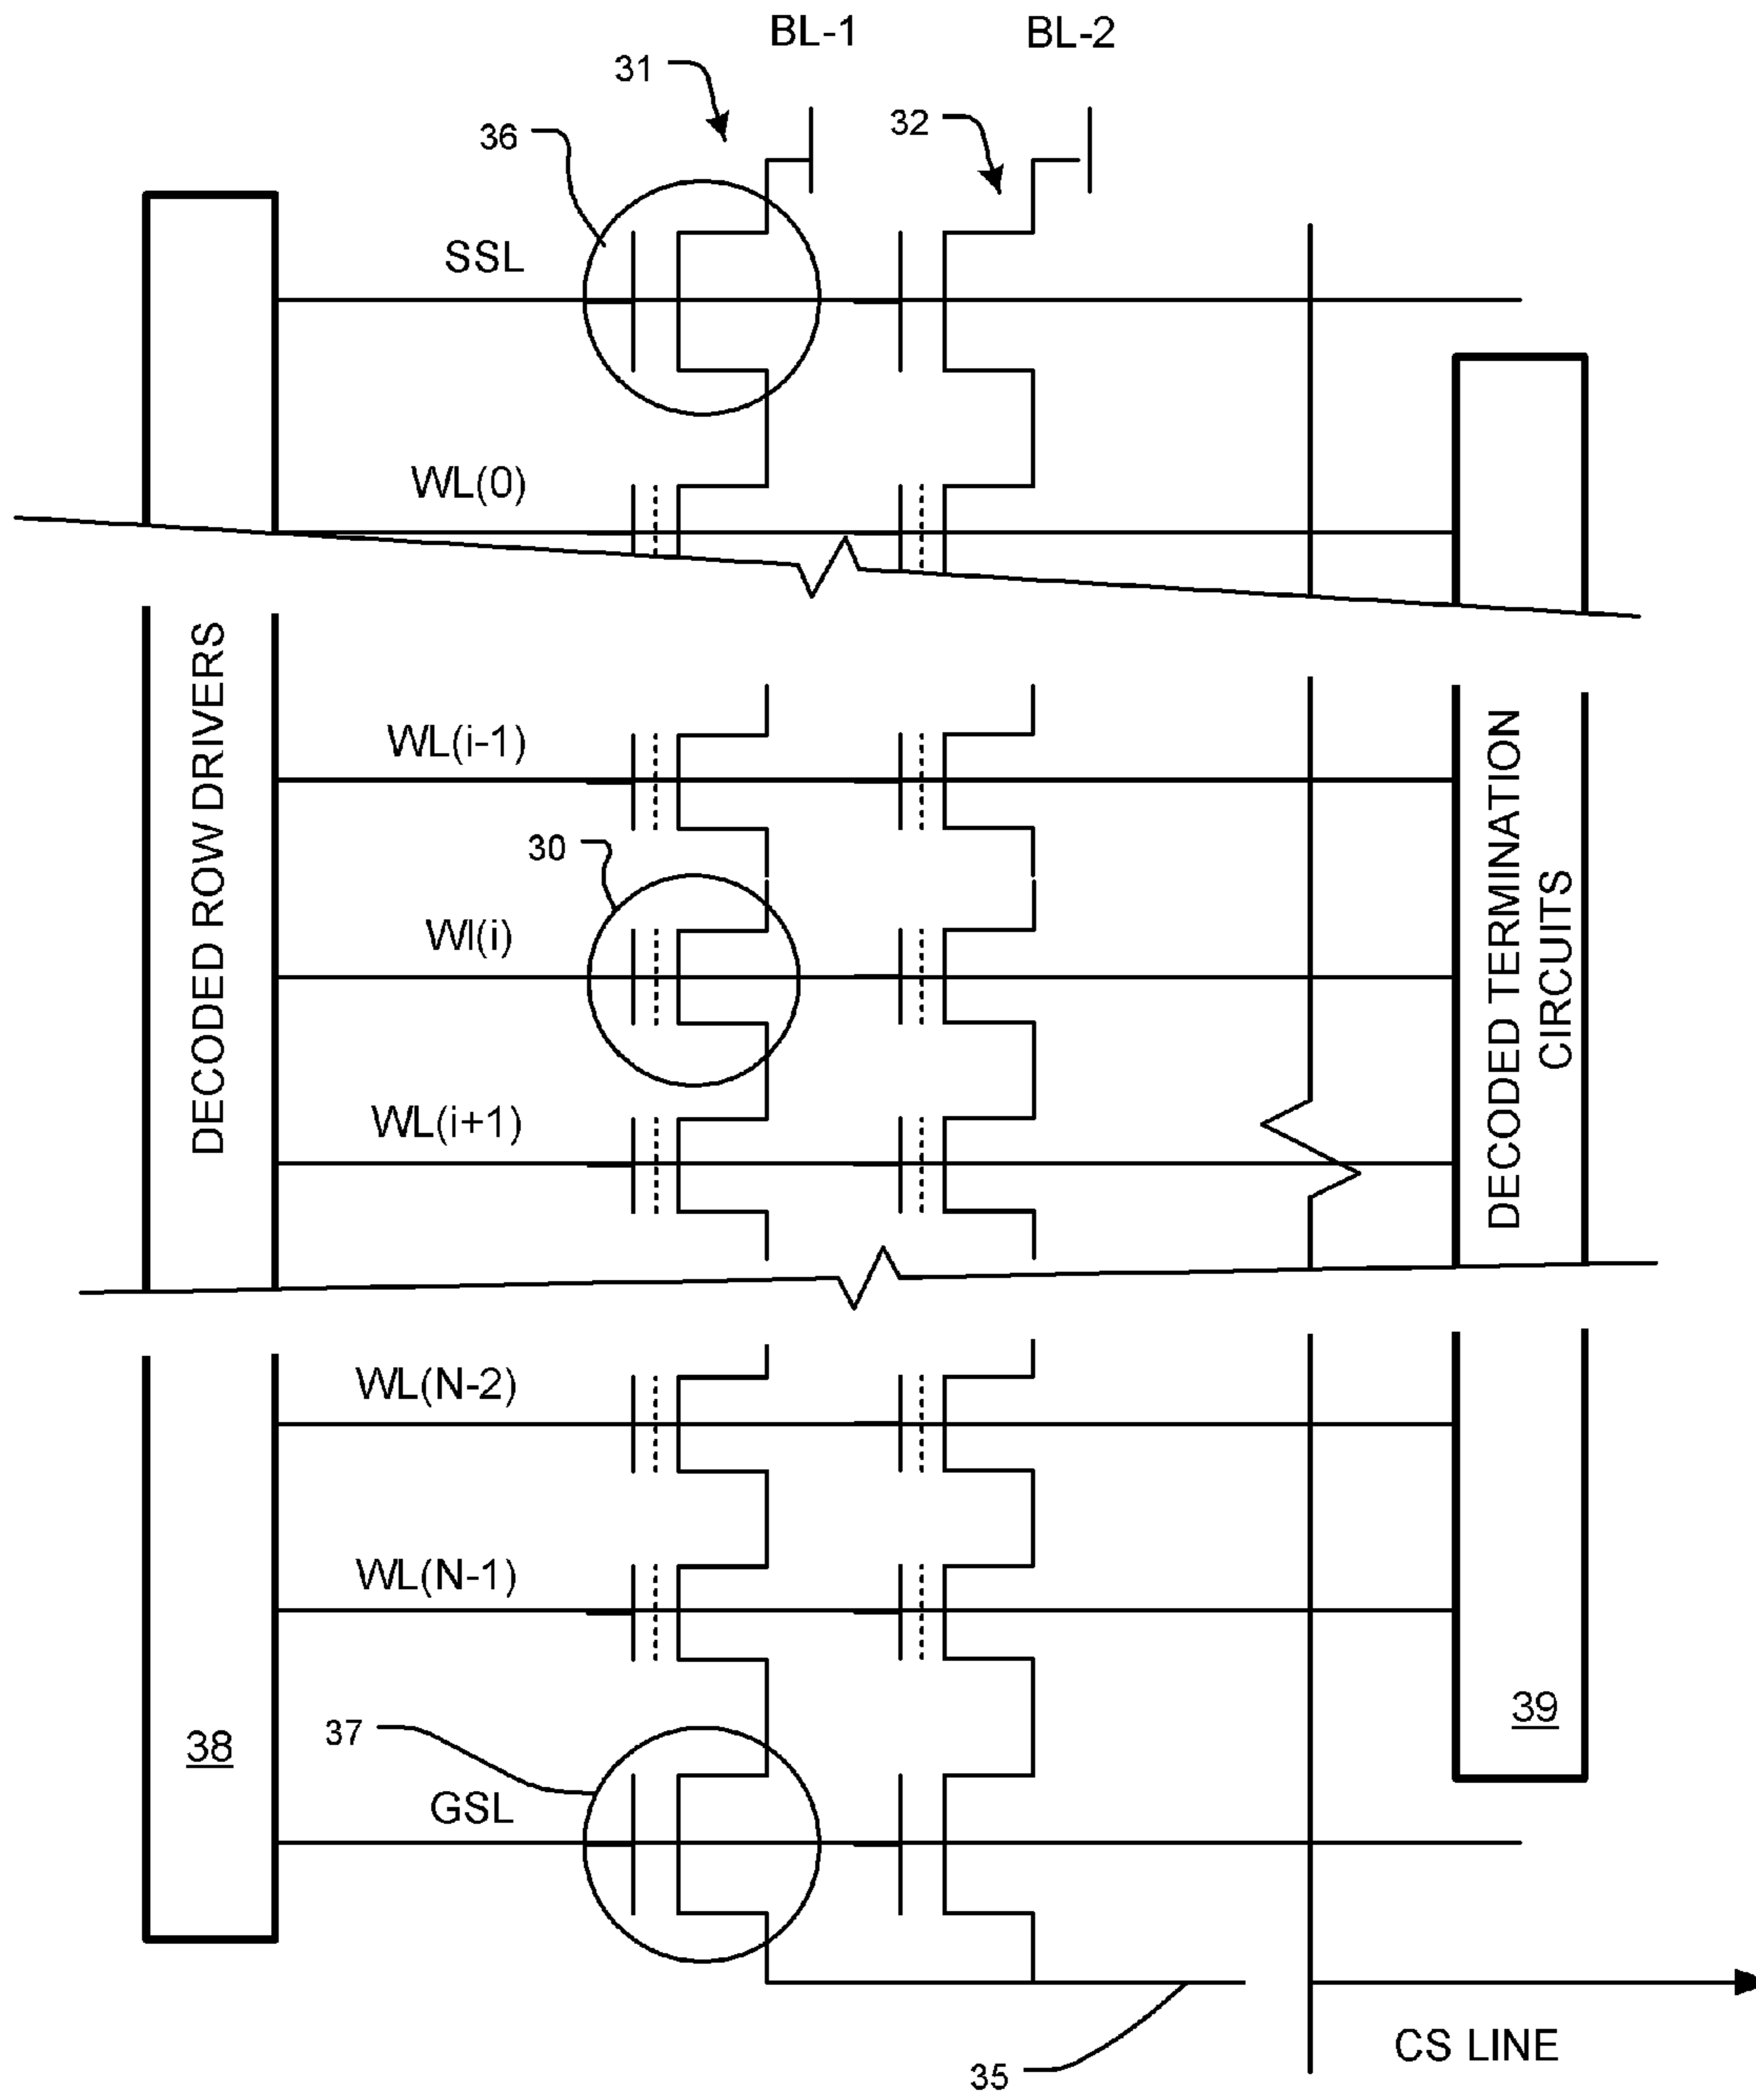 BL-1
BL-2
31
32
36
SSL
WL(0)
DECODED ROW DRIVERS
WL(i-1)
30
Wl(i)
WL(i+1)
DECODED TERMINATION
CIRCUITS
WL(N-2)
WL(N-1)
39
37
38
GSL
CS LINE
35